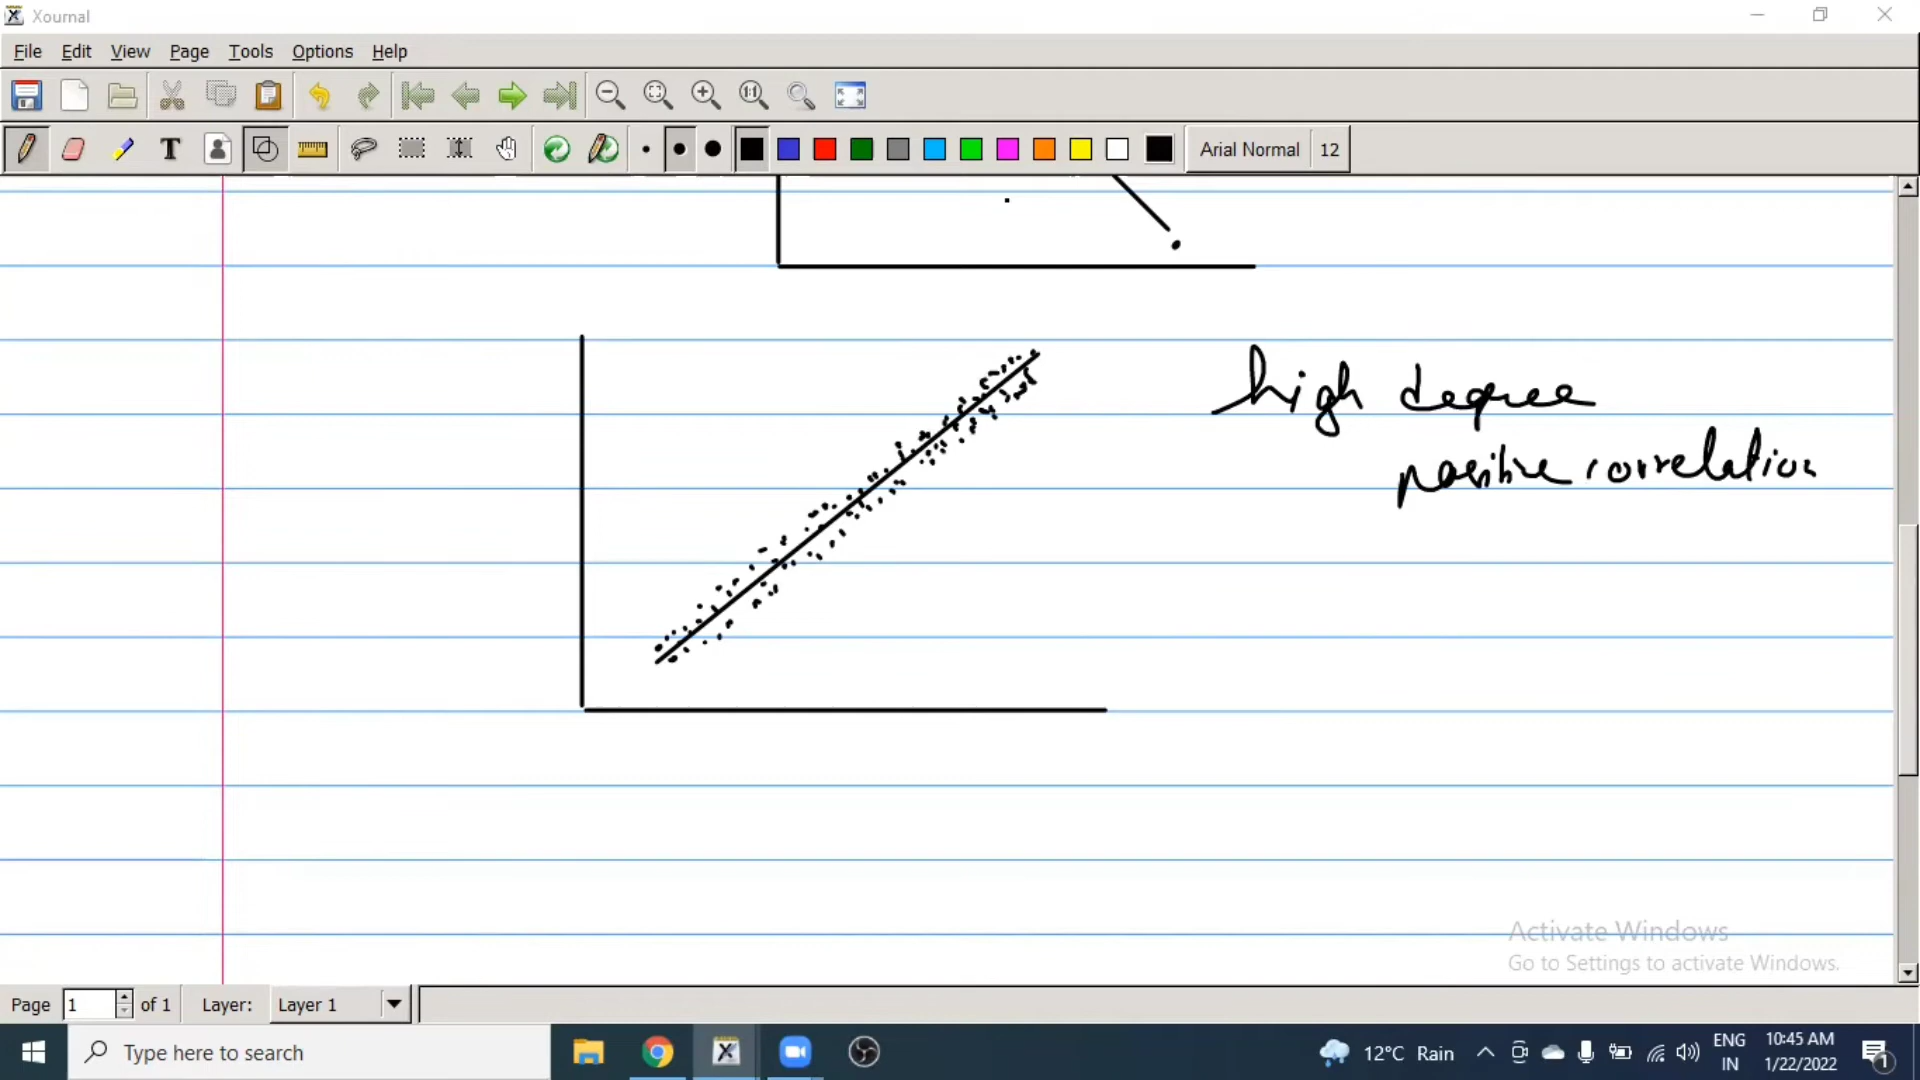 Xournal
File Edit View Page Tools Options Help
T Arial Normal 12
high degree
positive correlation
Activate Windows
Go to Settings to activate Windows.
Page 1 of 1 Layer: Layer 1
Type here to search
12°C Rain
ENG
IN
10:45 AM
1/22/2022
1